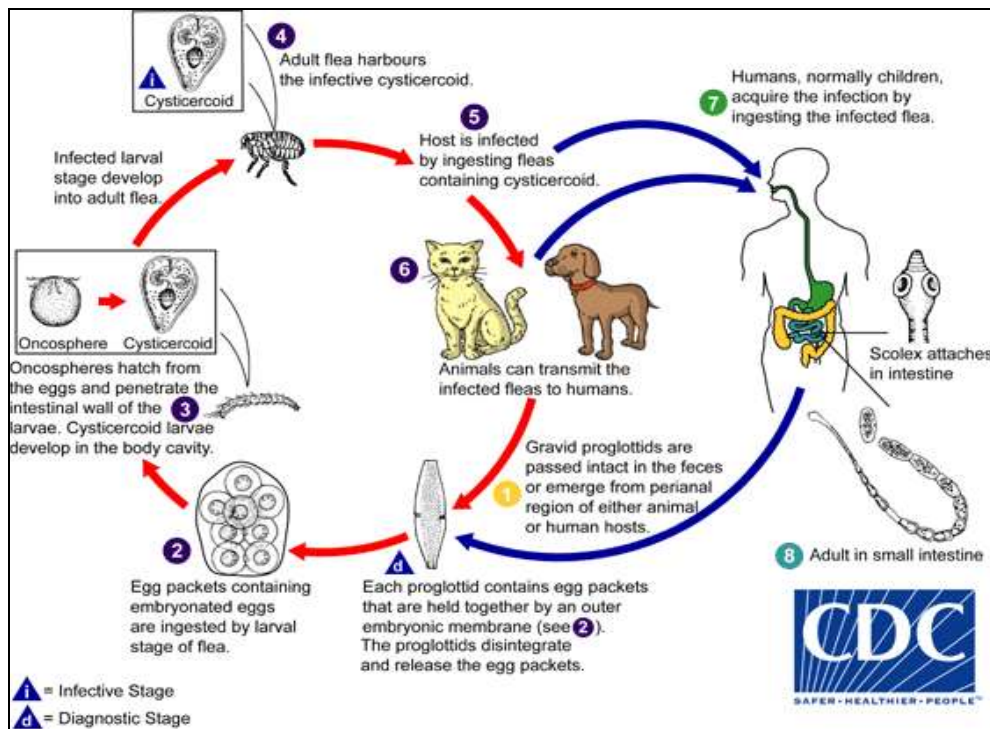 4
Adult flea harbours
the infective cysticercoid.
i
Cysticercoid
Humans, normally children,
acquire the infection by
ingesting the infected flea.
7
5
Host is infected
by ingesting fleas
containing cysticercoid.
Infected larval
stage develop
into adult flea.
6
Oncosphere
Cysticercoid
Oncospheres hatch from
the eggs and penetrate the
intestinal wall of the
larvae. Cysticercoid larvae
develop in the body cavity.
3
Animals can transmit the
infected fleas to humans.
Scolex attaches
in intestine
1
Gravid proglottids are
passed intact in the feces
or emerge from perianal
region of either animal
or human hosts.
2
Egg packets containing
embryonated eggs
are ingested by larval
stage of flea.
d
Each proglottid contains egg packets
that are held together by an outer
embryonic membrane (see 2 ).
The proglottids disintegrate
and release the egg packets.
8 Adult in small intestine
CDC
SAFER•HEALTHIER•PEOPLE™
i = Infective Stage
d = Diagnostic Stage